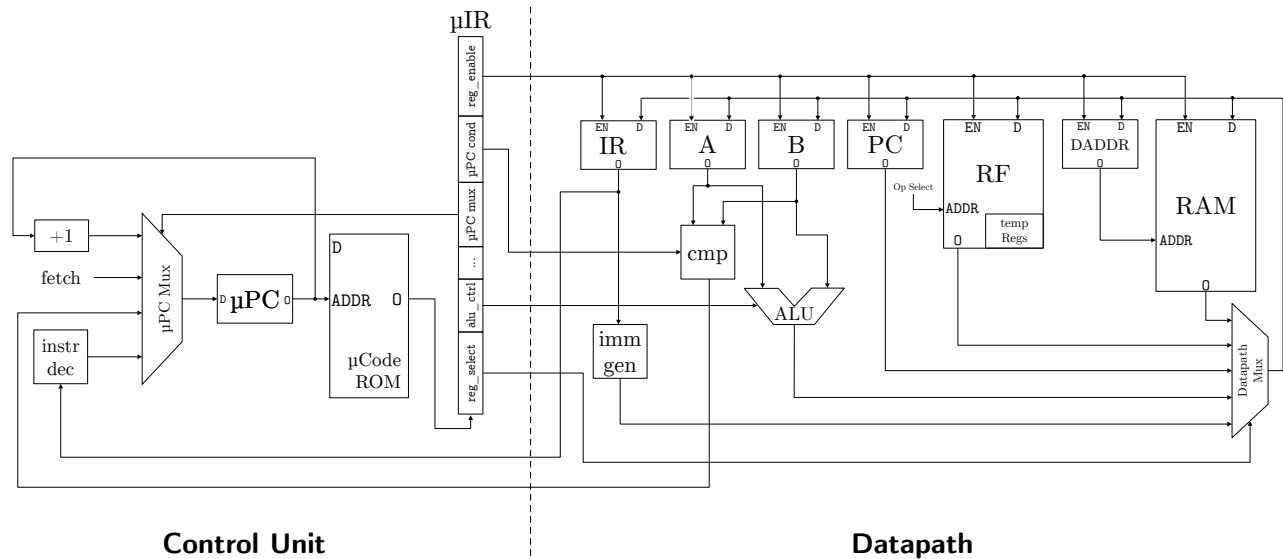 µIR
reg_enable
µPC cond
µPC mux
...
alu_ctrl
reg_select
+1
fetch
instr
dec
µPC Mux
D
µPC
O
D
ADDR
O
µCode
ROM
EN
D
IR
O
EN
D
A
O
EN
D
B
O
EN
D
PC
O
EN
D
RF
Op Select
ADDR
temp
Regs
O
EN
D
DADDR
O
EN
D
RAM
ADDR
O
cmp
ALU
imm
gen
Datapath
Mux
Control Unit
Datapath